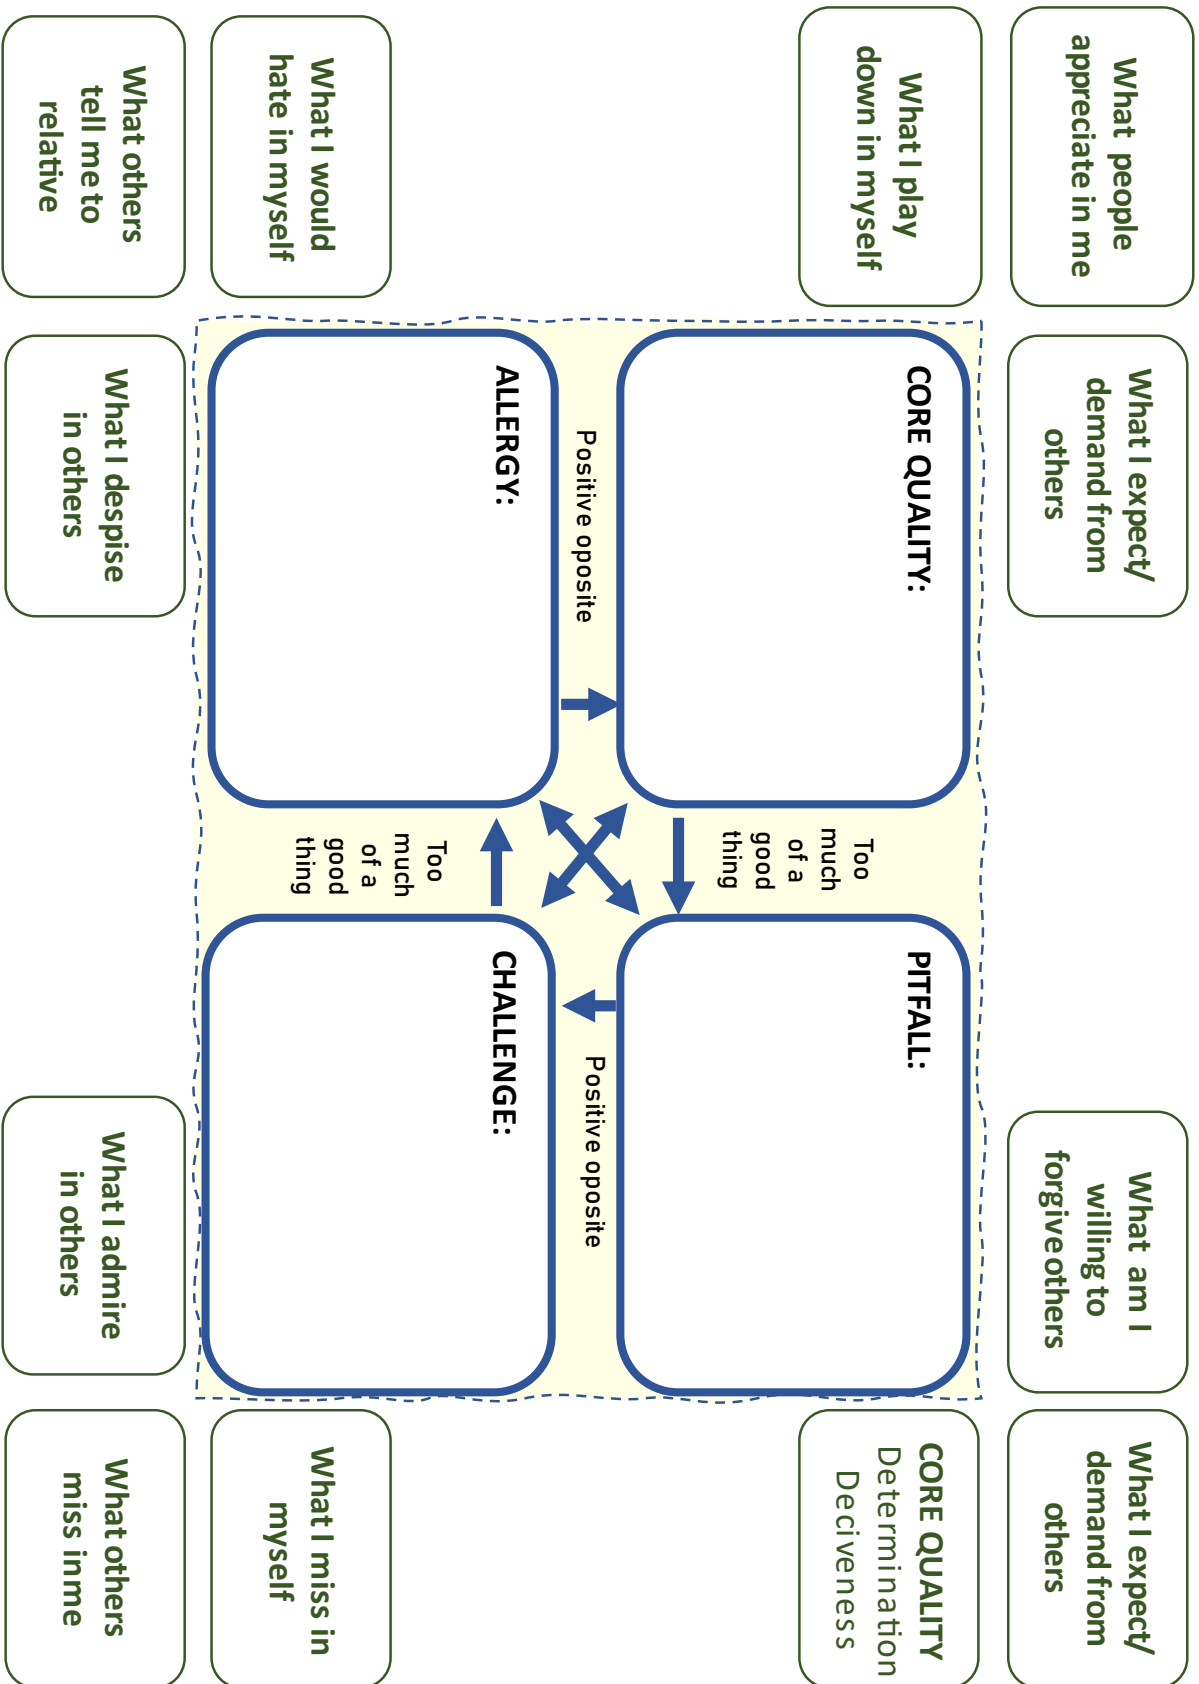 What people
appreciate in me
What I expect/
demand from
others
What am I
willing to
forgive others
What I expect/
demand from
others
What I play
down in myself
CORE QUALITY:
Too
much
of a
good
thing
PITFALL:
CORE QUALITY
Determination
Deciveness
Positive oposite
Positive oposite
What I would
hate in myself
ALLERGY:
Too
much
of a
good
thing
CHALLENGE:
What I miss in
myself
What others
tell me to
relative
What I despise
in others
What I admire
in others
What others
miss in me